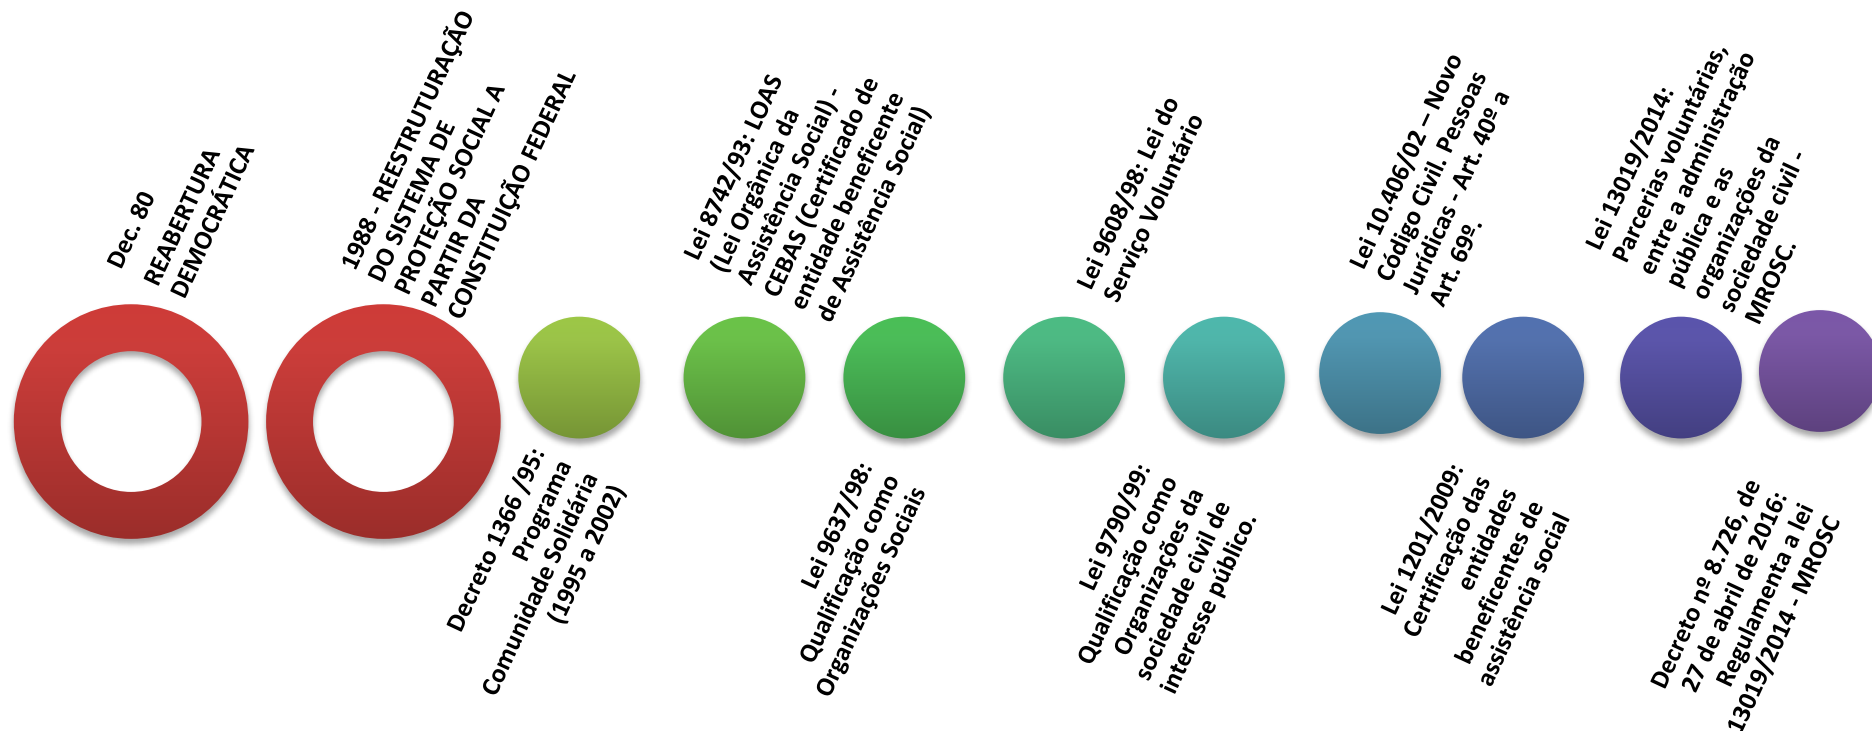 Dec. 80
REABERTURA
DEMOCRÁTICA
1988 - REESTRUTURAÇÃO
DO SISTEMA DE
PROTEÇÃO SOCIAL A
PARTIR DA
CONSTITUIÇÃO FEDERAL
Decreto 1366 /95:
Programa
Comunidade Solidária
(1995 a 2002)
Lei 8742/93: LOAS
(Lei Orgânica da
Assistência Social) -
CEBAS (Certificado de
entidade beneficente
de Assistência Social)
Lei 9637/98:
Qualificação como
Organizações Sociais
Lei 9608/98: Lei do
Serviço Voluntário
Lei 9790/99:
Qualificação como
Organizações da
sociedade civil de
interesse público.
Lei 10.406/02 – Novo
Código Civil. Pessoas
Jurídicas - Art. 40º a
Art. 69º.
Lei 1201/2009:
Certificação das
entidades
beneficentes de
assistência social
Lei 13019/2014:
Parcerias voluntárias,
entre a administração
pública e as
organizações da
sociedade civil -
MROSC.
Decreto nº 8.726, de
27 de abril de 2016:
Regulamenta a lei
13019/2014 - MROSC